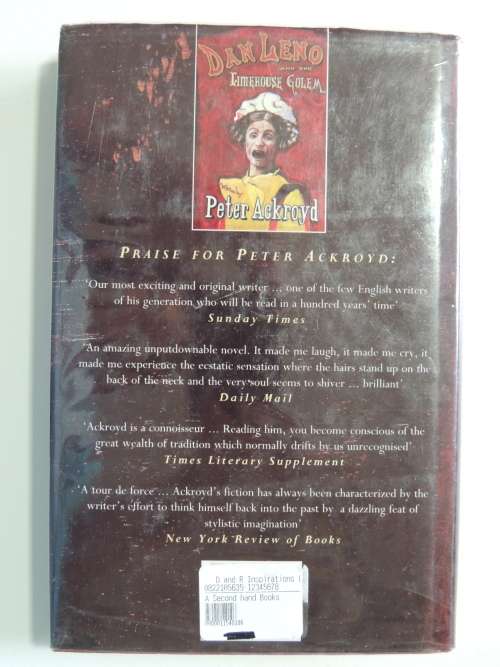 DAN LENO
AND THE
LIMEHOUSE GOLEM
Peter Ackroyd
PRAISE FOR PETER ACKROYD:
'Our most exciting and original writer ... one of the few English writers
of his generation who will be read in a hundred years' time'
Sunday Times
'An amazing unputdownable novel. It made me laugh, it made me cry, it
made me experience the ecstatic sensation where the hairs stand up on the
back of the neck and the very soul seems to shiver ... brilliant'
Daily Mail
'Ackroyd is a connoisseur ... Reading him, you become conscious of the
great wealth of tradition which normally drifts by us unrecognised'
Times Literary Supplement
'A tour de force ... Ackroyd's fiction has always been characterized by the
writer's effort to think himself back into the past by a dazzling feat of
stylistic imagination'
New York Review of Books
D and R Inspirations
0822105635 12345678
A Second hand Books